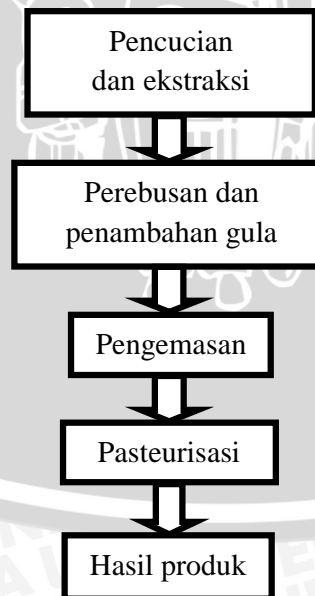 Pencucian
dan ekstraksi
Perebusan dan
penambahan gula
Pengemasan
Pasteurisasi
Hasil produk